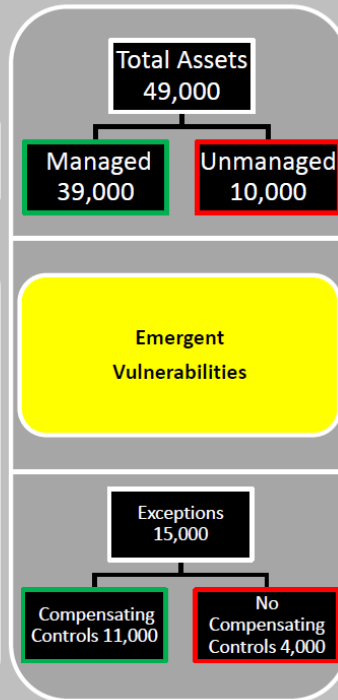 Total Assets
49,000
Managed
39,000
Unmanaged
10,000
Emergent
Vulnerabilities
Exceptions
15,000
Compensating
Controls 11,000
No
Compensating
Controls 4,000